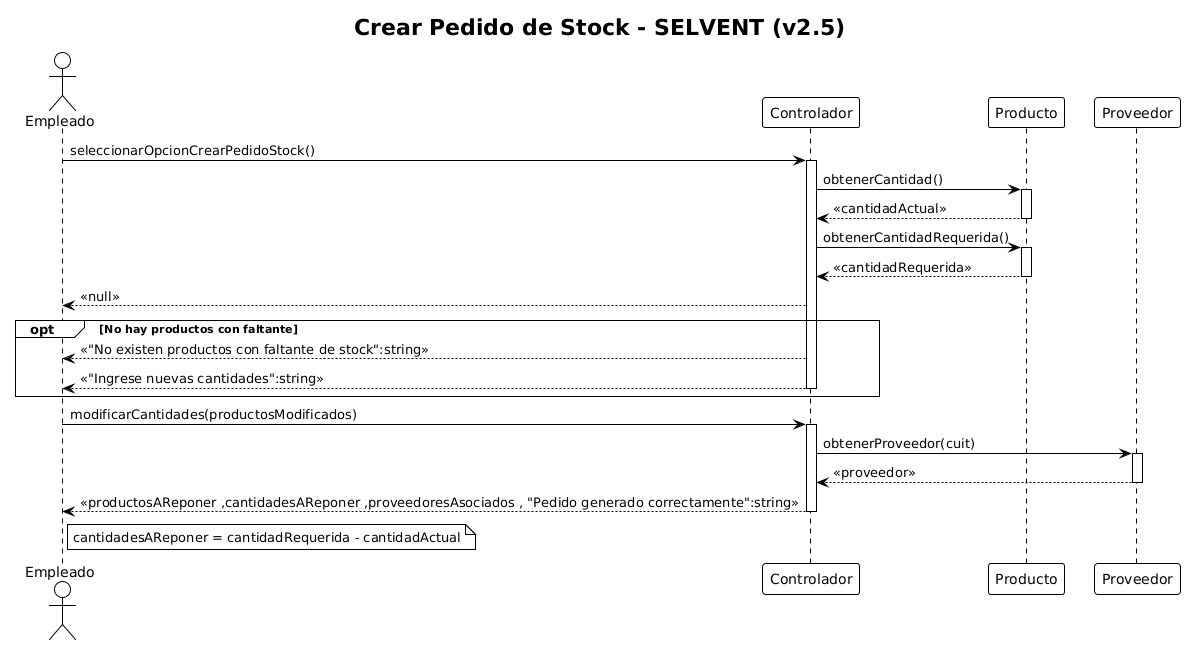 Crear Pedido de Stock - SELVENT (v2.5)
Empleado
Controlador
Producto
Proveedor
seleccionarOpcionCrearPedidoStock()
obtenerCantidad()
«cantidadActual»
obtenerCantidadRequerida()
«cantidadRequerida»
«null»
opt [No hay productos con faltante]
«"No existen productos con faltante de stock":string»
«"Ingrese nuevas cantidades":string»
modificarCantidades(productosModificados)
obtenerProveedor(cuit)
«proveedor»
«productosAReponer ,cantidadesAReponer ,proveedoresAsociados , "Pedido generado correctamente":string»
cantidadesAReponer = cantidadRequerida - cantidadActual
Empleado
Controlador
Producto
Proveedor